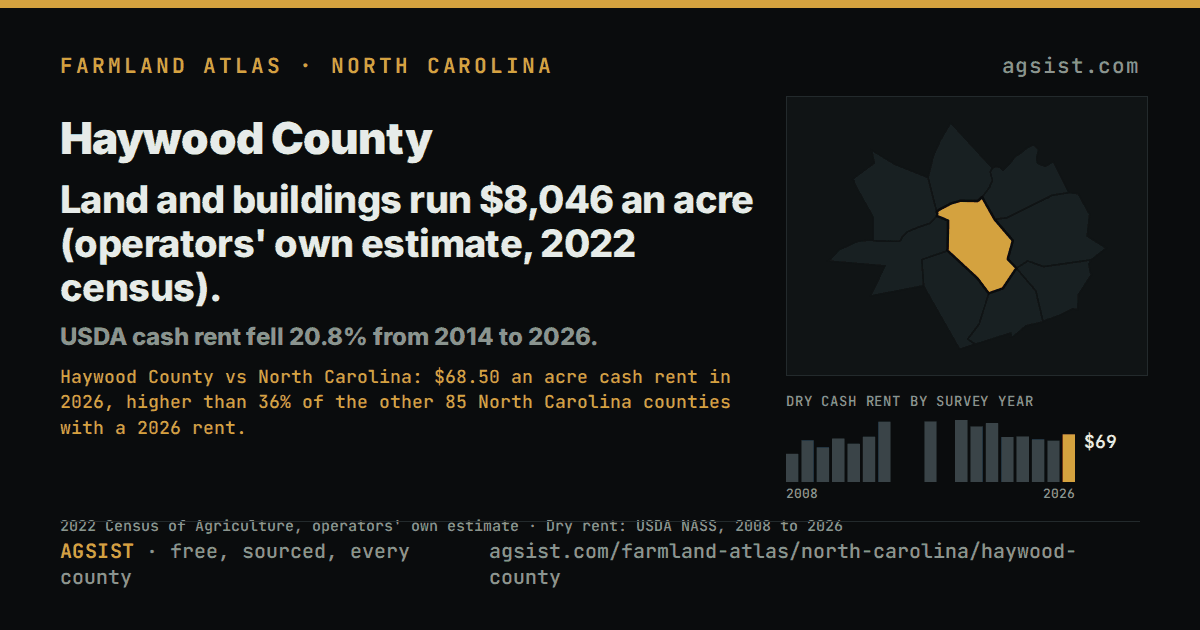 FARMLAND ATLAS · NORTH CAROLINA
agsist.com
Haywood County
Land and buildings run $8,046 an acre
(operators' own estimate, 2022
census).
USDA cash rent fell 20.8% from 2014 to 2026.
Haywood County vs North Carolina: $68.50 an acre cash rent in
2026, higher than 36% of the other 85 North Carolina counties
with a 2026 rent.
DRY CASH RENT BY SURVEY YEAR
$69
2008
2026
2022 Census of Agriculture, operators' own estimate · Dry rent: USDA NASS, 2008 to 2026
AGSIST · free, sourced, every
county
agsist.com/farmland-atlas/north-carolina/haywood-
county